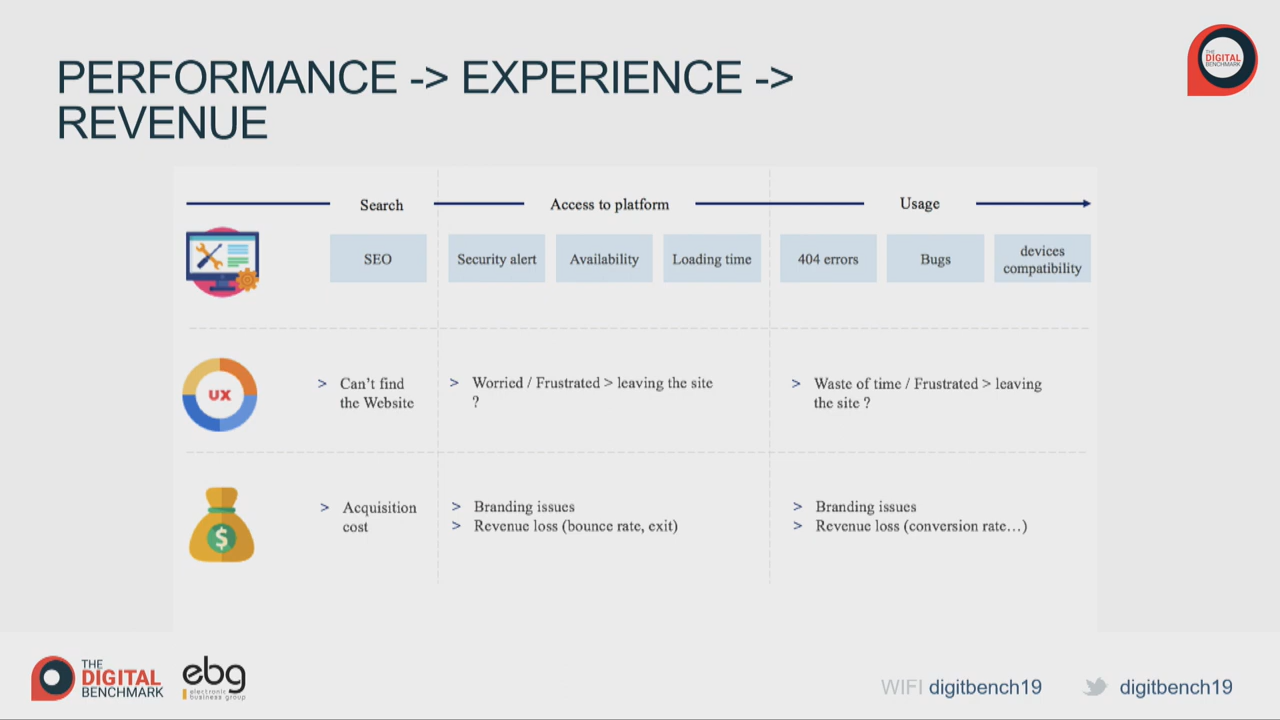 PERFORMANCE -> EXPERIENCE ->
REVENUE
THE
DIGITAL
BENCHMARK
Search
Access to platform
Usage
SEO
Security alert
Availability
Loading time
404 errors
Bugs
devices
compatibility
UX
> Can't find
the Website
> Worried / Frustrated > leaving the site
?
> Waste of time / Frustrated > leaving
the site ?
$
> Acquisition
cost
> Branding issues
> Revenue loss (bounce rate, exit)
> Branding issues
> Revenue loss (conversion rate…)
THE
DIGITAL
BENCHMARK
ebg
electronic
business group
WIFI digitbench19
digitbench19